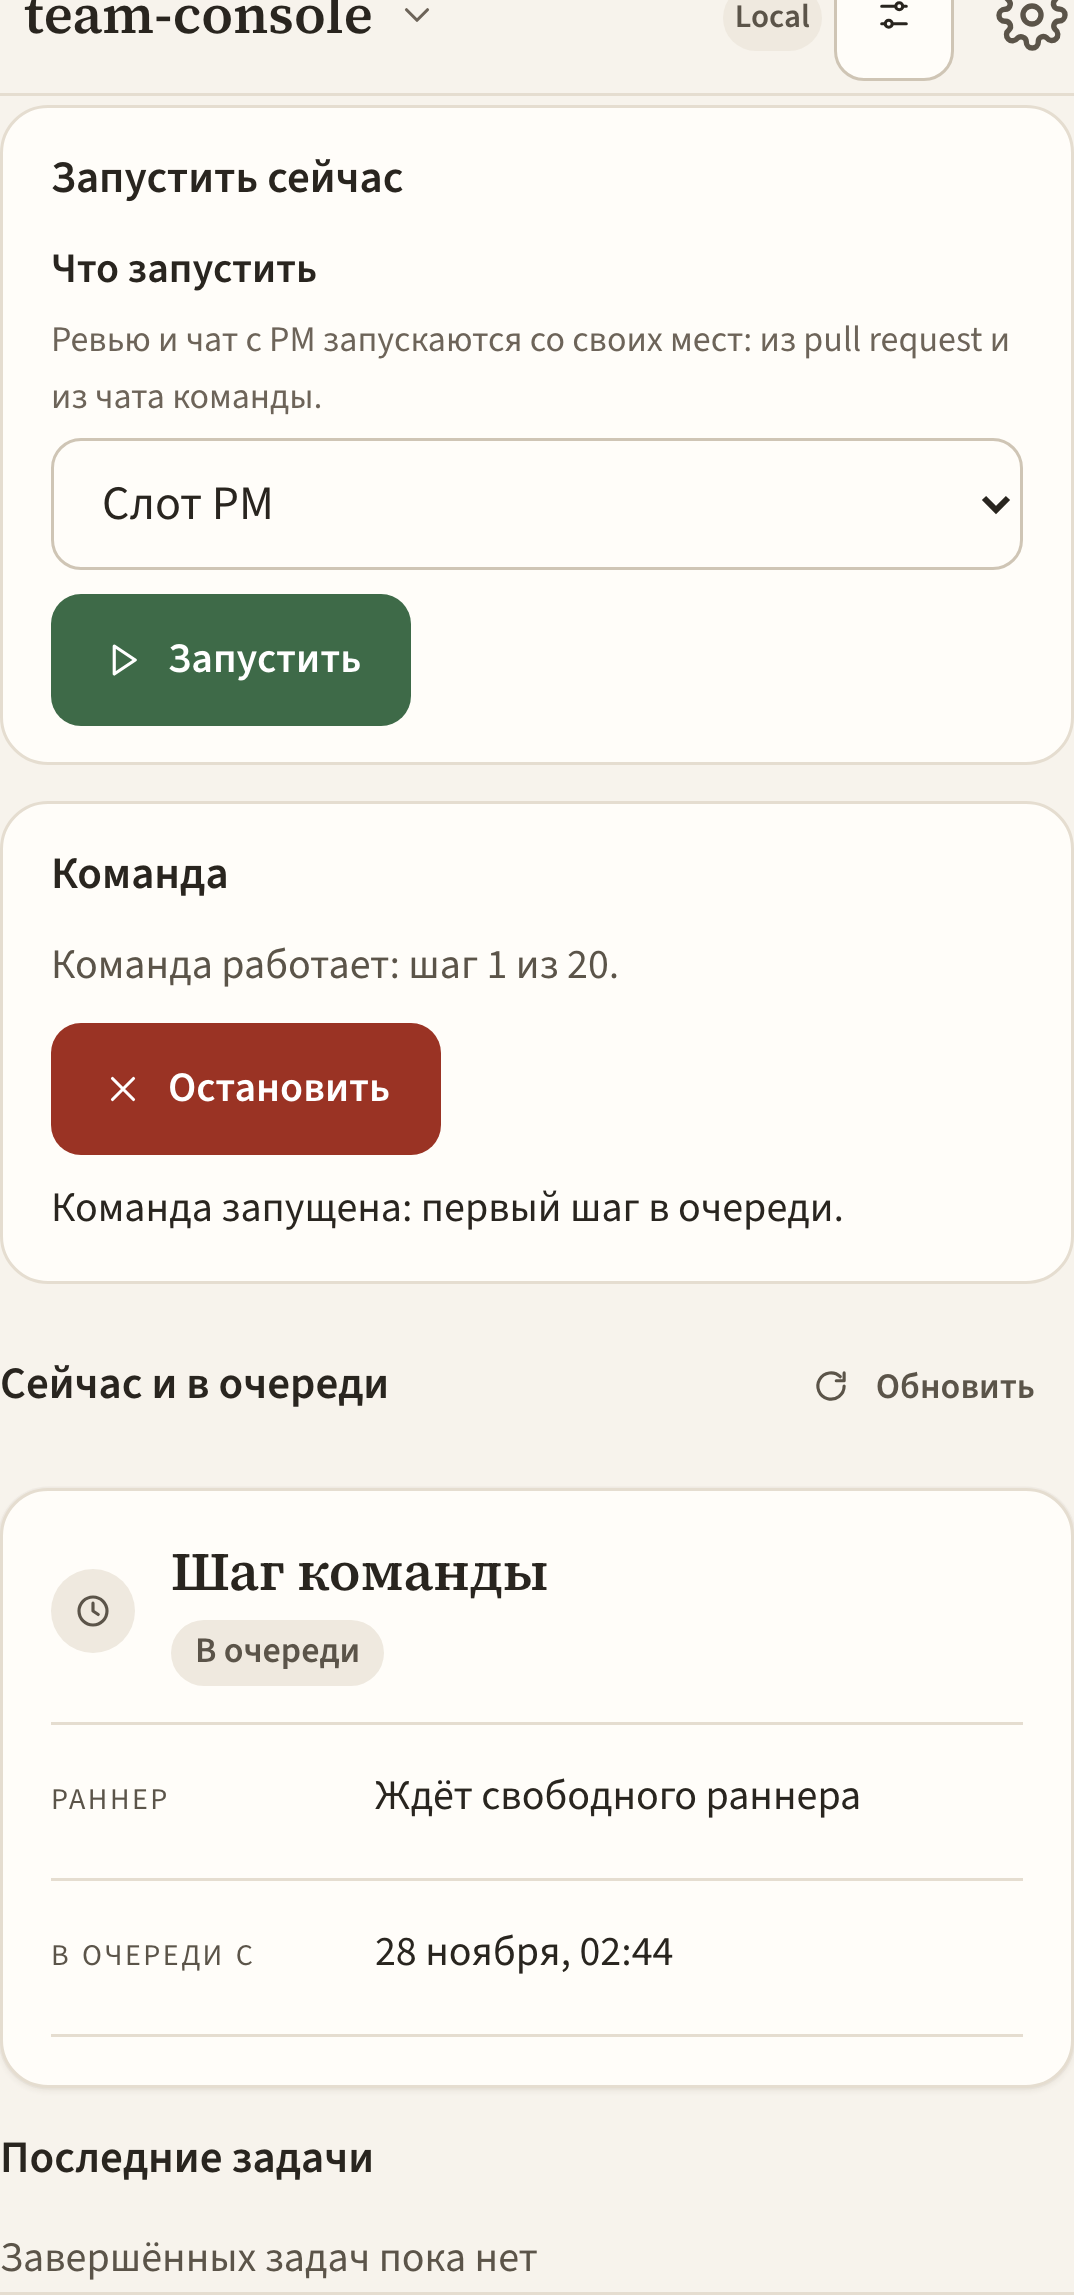 team-console
Local
Запустить сейчас
Что запустить
Ревью и чат с PM запускаются со своих мест: из pull request и
из чата команды.
Слот PM
Запустить
Команда
Команда работает: шаг 1 из 20.
Остановить
Команда запущена: первый шаг в очереди.
Сейчас и в очереди
Обновить
Шаг команды
В очереди
РАННЕР
Ждёт свободного раннера
В ОЧЕРЕДИ С
28 ноября, 02:44
Последние задачи
Завершённых задач пока нет